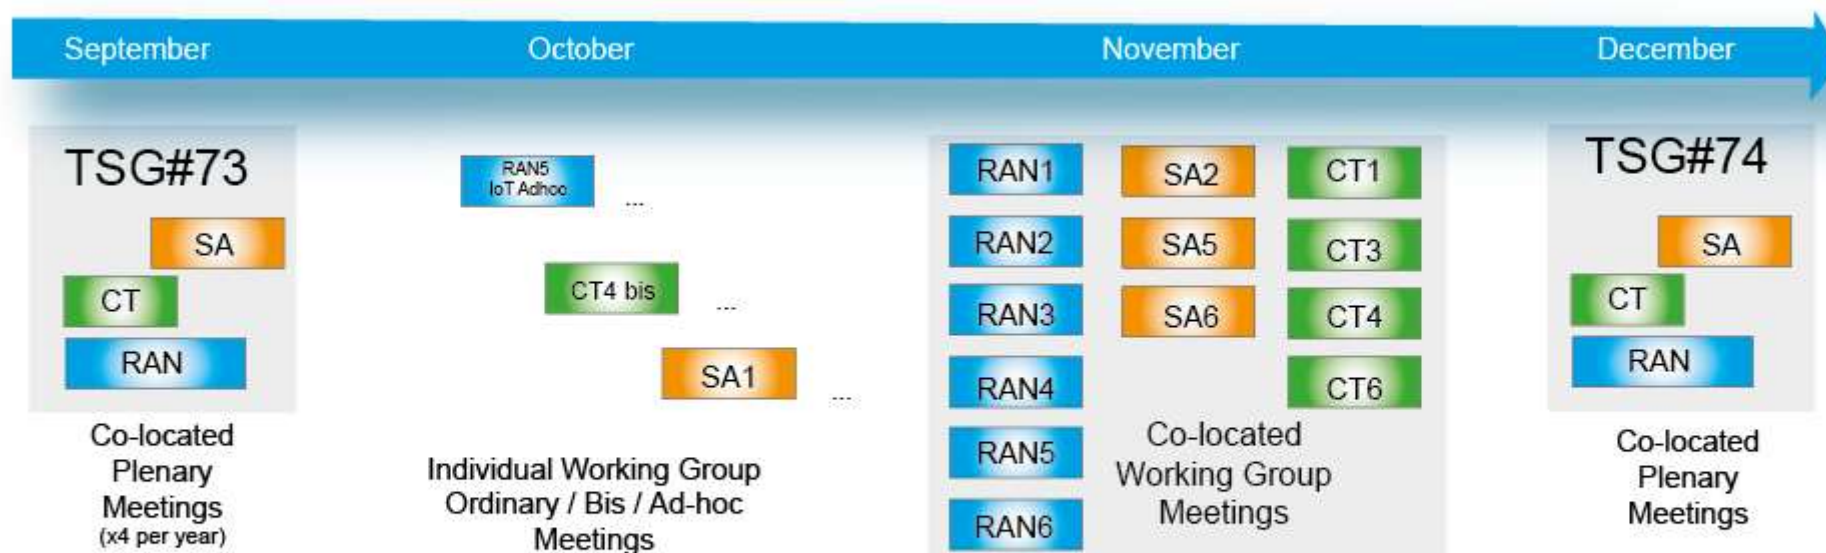 September
October
November
December
TSG#73
SA
CT
RAN
Co-located
Plenary
Meetings
(x4 per year)
RAN5
IoT Adhoc
...
CT4 bis
...
SA1
...
Individual Working Group
Ordinary / Bis / Ad-hoc
Meetings
RAN1
RAN2
RAN3
RAN4
RAN5
RAN6
SA2
SA5
SA6
CT1
CT3
CT4
CT6
Co-located
Working Group
Meetings
TSG#74
SA
CT
RAN
Co-located
Plenary
Meetings